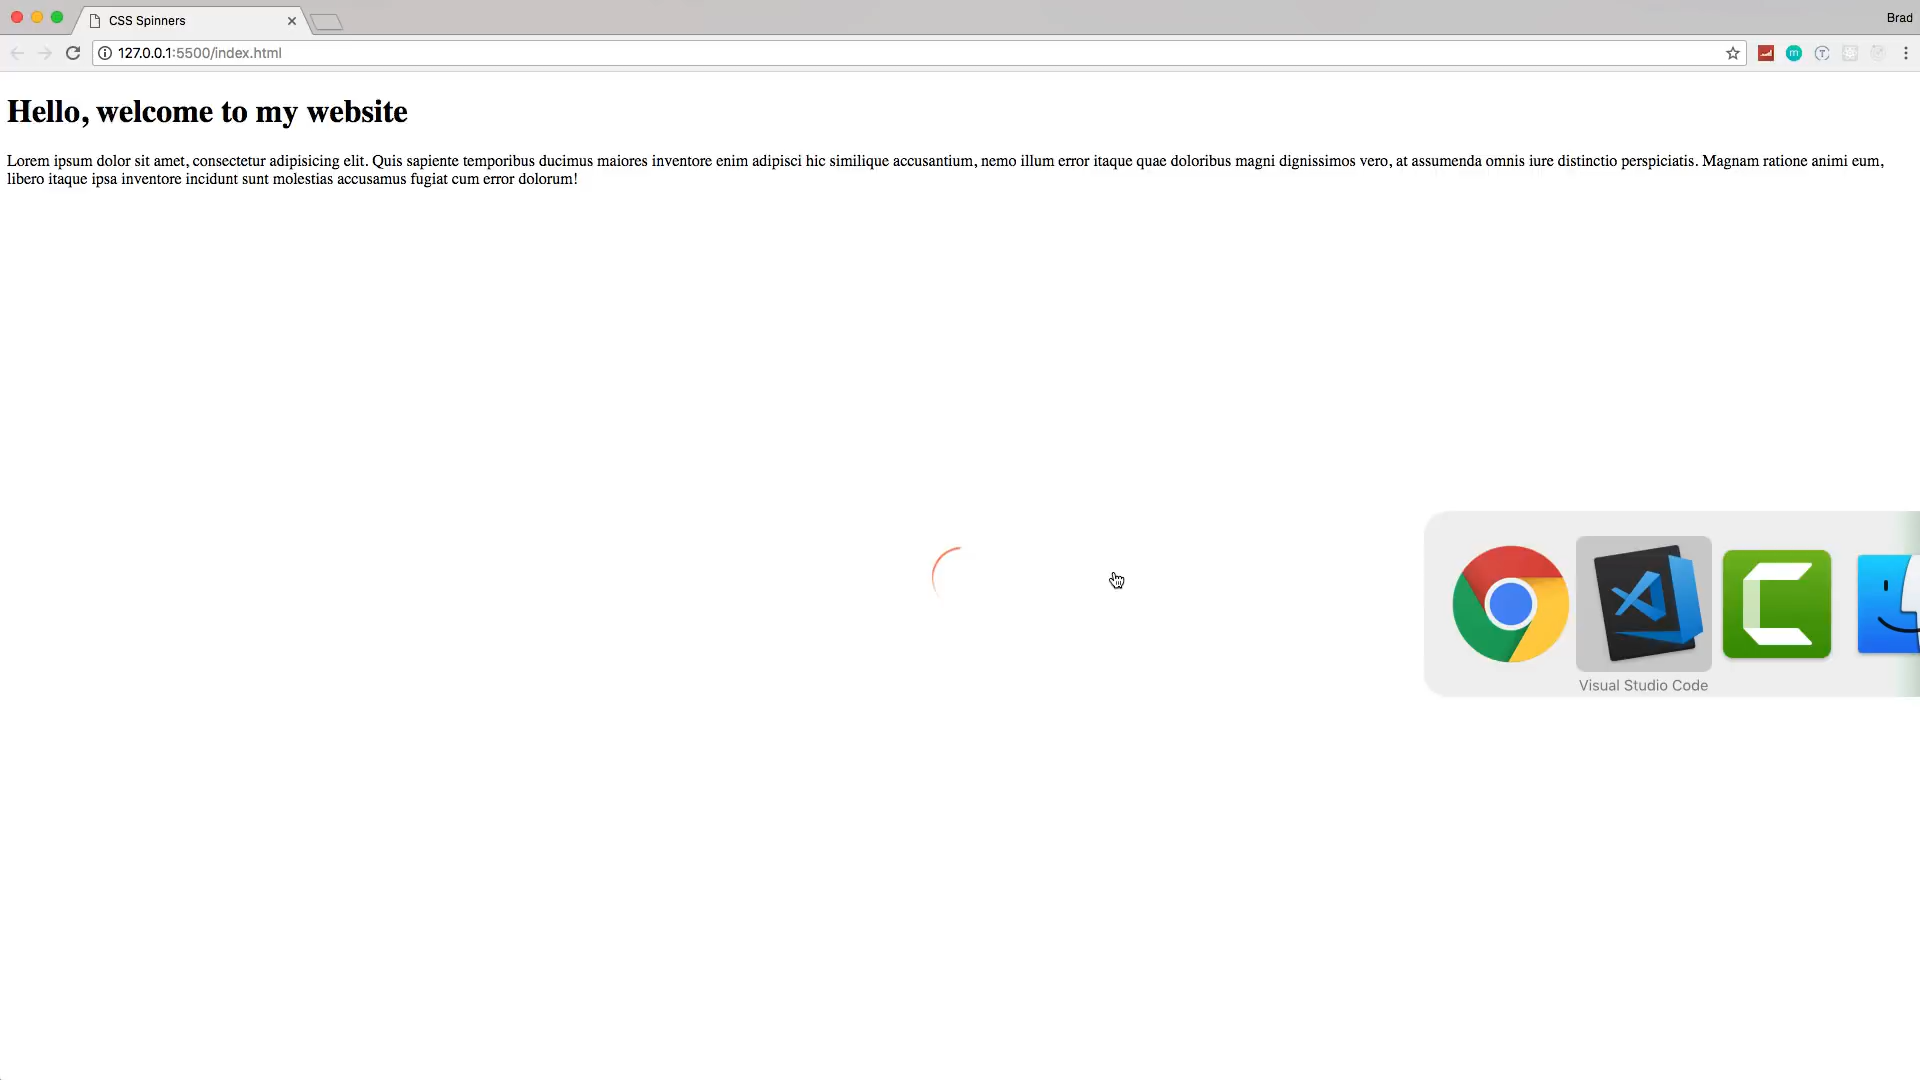 CSS Spinners
Brad
127.0.0.1:5500/index.html
Hello, welcome to my website
Lorem ipsum dolor sit amet, consectetur adipisicing elit. Quis sapiente temporibus ducimus maiores inventore enim adipisci hic similique accusantium, nemo illum error itaque quae doloribus magni dignissimos vero, at assumenda omnis iure distinctio perspiciatis. Magnam ratione animi eum,
libero itaque ipsa inventore incidunt sunt molestias accusamus fugiat cum error dolorum!
Visual Studio Code